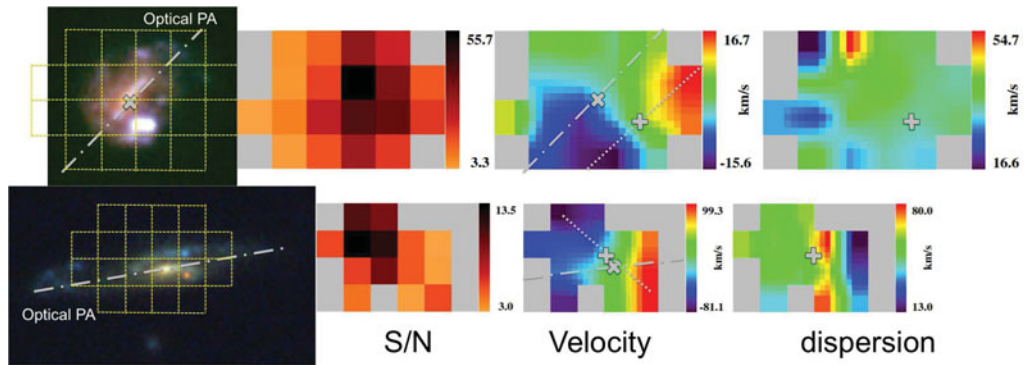 Optical PA
55.7
3.3
16.7
km/s
-15.6
54.7
km/s
16.6
Optical PA
13.5
3.0
99.3
km/s
-81.1
80.0
km/s
13.0
S/N
Velocity
dispersion